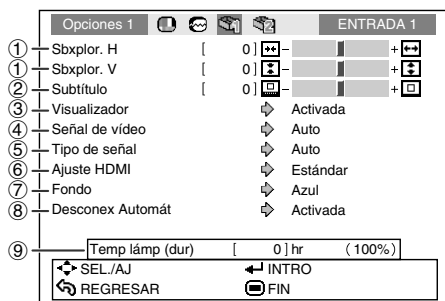 Opciones 1 ENTRADA 1
① Sbxplor. H [ 0 ] - +
① Sbxplor. V [ 0 ] - +
② Subtítulo [ 0 ] - +
③ Visualizador Activada
④ Señal de vídeo Auto
⑤ Tipo de señal Auto
⑥ Ajuste HDMI Estándar
⑦ Fondo Azul
⑧ Desconex Automát Activada
⑨ Temp lámp (dur) [ 0 ] hr (100%)
SEL./AJ INTRO
REGRESAR FIN